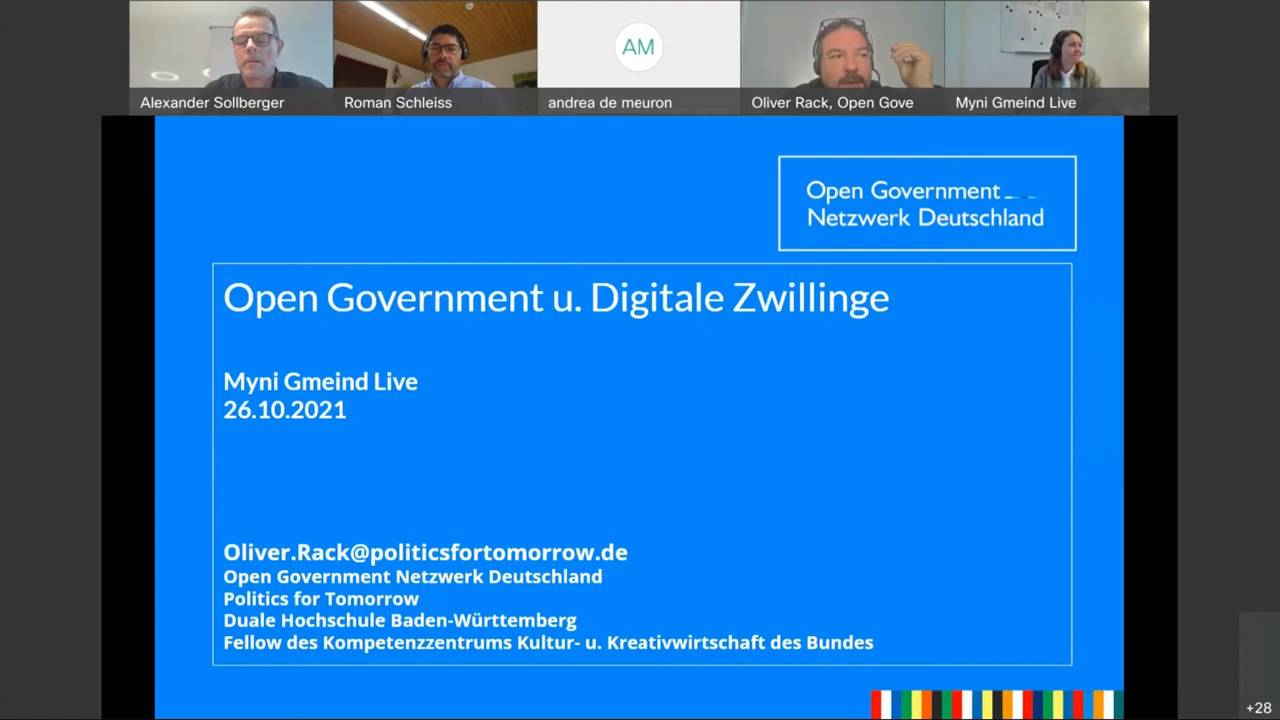 AM
Alexander Sollberger
Roman Schleiss
andrea de meuron
Oliver Rack, Open Gove
Myni Gmeind Live
Open Government
Netzwerk Deutschland
Open Government u. Digitale Zwillinge
Myni Gmeind Live
26.10.2021
Oliver.Rack@politicsfortomorrow.de
Open Government Netzwerk Deutschland
Politics for Tomorrow
Duale Hochschule Baden-Württemberg
Fellow des Kompetenzzentrums Kultur- u. Kreativwirtschaft des Bundes
+28